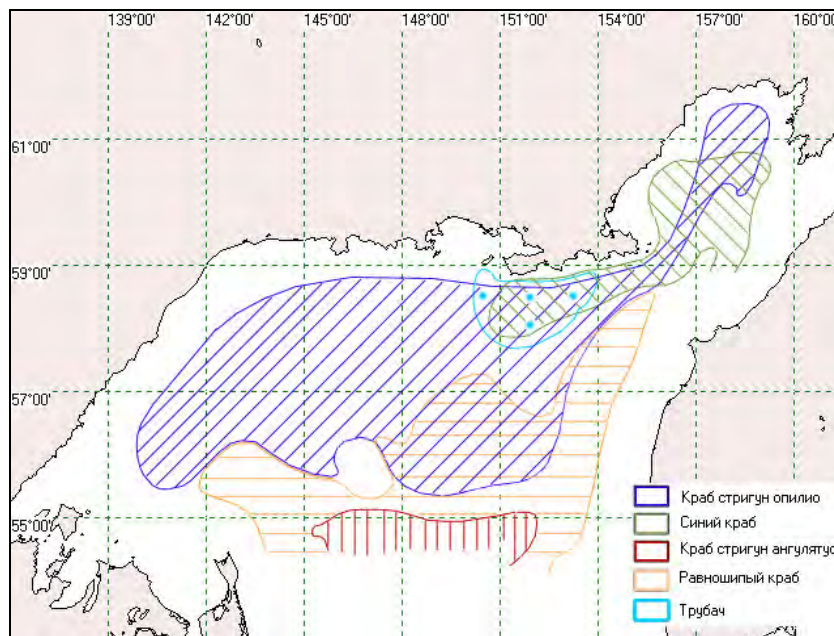 139°00' 142°00' 145°00' 148°00' 151°00' 154°00' 157°00' 160°00'
61°00'
59°00'
57°00'
55°00'
Краб стригун опилио
Синий краб
Краб стригун ангулятус
Равношипый краб
Трубач